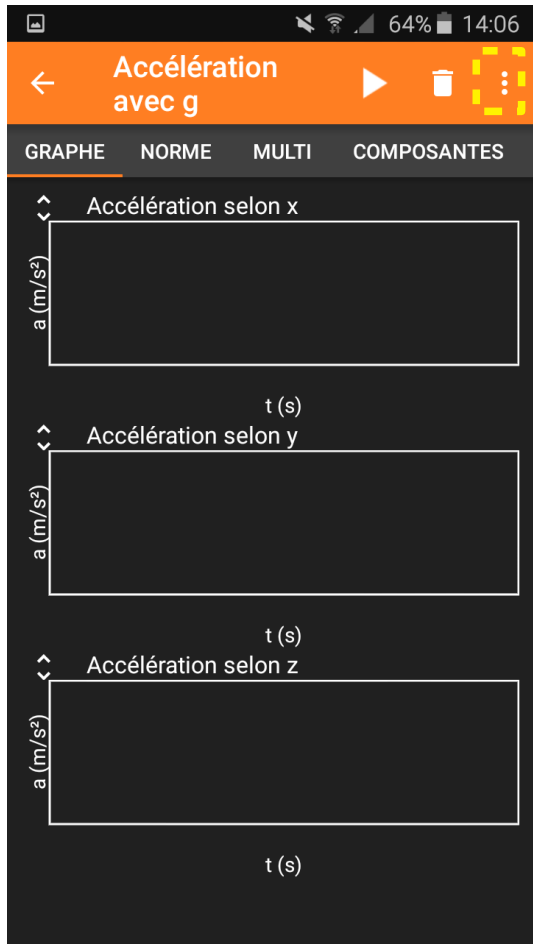 64% 14:06
Accélération
avec g
GRAPHE NORME MULTI COMPOSANTES
Accélération selon x
a (m/s²)
t (s)
Accélération selon y
a (m/s²)
t (s)
Accélération selon z
a (m/s²)
t (s)